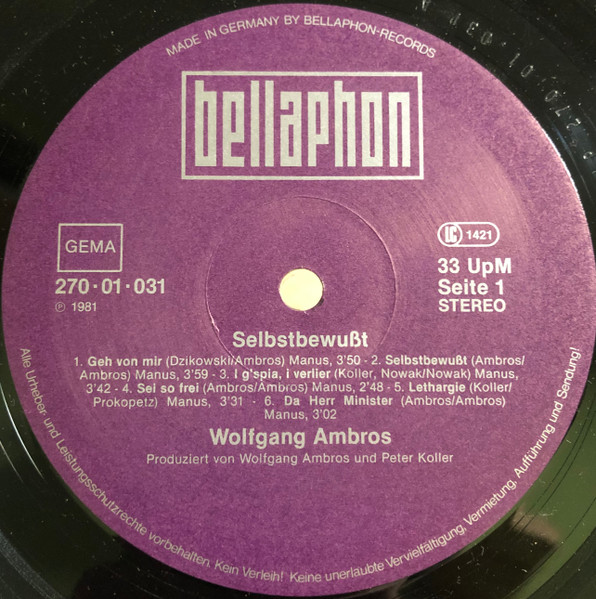 MADE IN GERMANY BY BELLAPHON-RECORDS
bellaphon
GEMA
270·01·031
℗ 1981
LC 1421
33 UpM
Seite 1
STEREO
Selbstbewußt
1. Geh von mir (Dzikowski/Ambros) Manus, 3'50 - 2. Selbstbewußt (Ambros/
Ambros) Manus, 3'59 - 3. I g'spia, i verlier (Koller, Nowak/Nowak) Manus,
3'42 - 4. Sei so frei (Ambros/Ambros) Manus, 2'48 - 5. Lethargie (Koller/
Prokopetz) Manus, 3'31 - 6. Da Herr Minister (Ambros/Ambros)
Manus, 3'02
Wolfgang Ambros
Produziert von Wolfgang Ambros und Peter Koller
Alle Urheber- und Leistungsschutzrechte vorbehalten. Kein Verleih! Keine unerlaubte Vervielfältigung, Vermietung, Aufführung und Sendung!